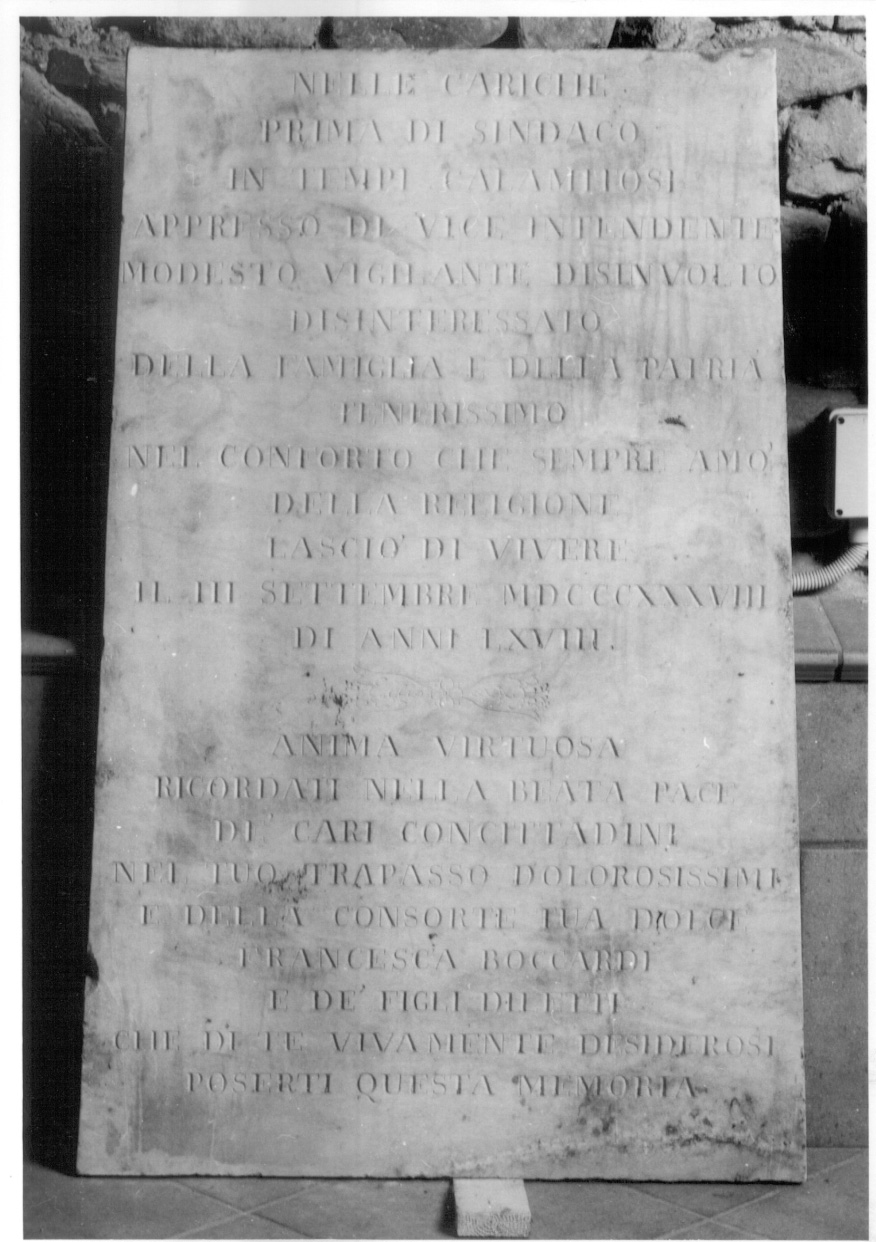 NELLE CARICHE
PRIMA DI SINDACO
IN TEMPI CALAMITOSI
APPRESSO DI VICE INTENDENTE
MODESTO VIGILANTE DISINVOLTO
DISINTERESSATO
DELLA FAMIGLIA E DELLA PATRIA
TENERISSIMO
NEL CONFORTO CHE SEMPRE AMO'
DELLA RELIGIONE
LASCIO' DI VIVERE
IL III SETTEMBRE MDCCCXXXVIII
DI ANNI LXVIII.
ANIMA VIRTUOSA
RICORDATI NELLA BEATA PACE
DI' CARI CONCITTADINI
NEL TUO TRAPASSO DOLOROSISSIMI
E DELLA CONSORTE TUA DOLCE
FRANCESCA BOCCARDI
E DE' FIGLI DILETTI
CHE DI TE VIVAMENTE DESIDEROSI
POSERTI QUESTA MEMORIA